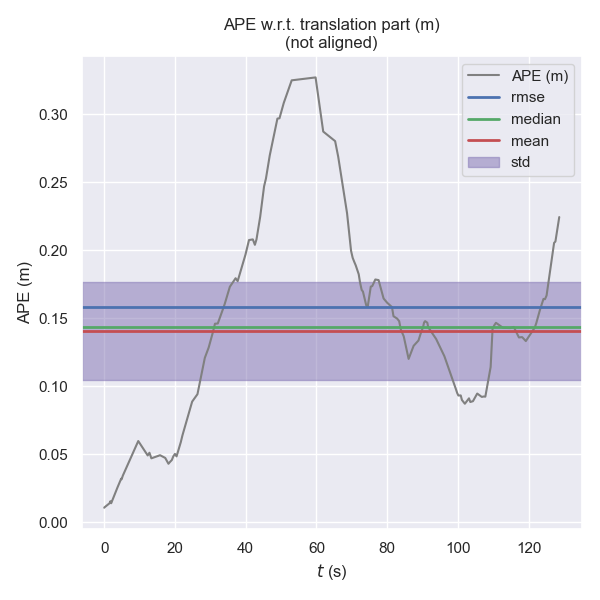 APE w.r.t. translation part (m)
(not aligned)
APE (m)
rmse
median
mean
std
APE (m)
0.30
0.25
0.20
0.15
0.10
0.05
0.00
0 20 40 60 80 100 120
t (s)